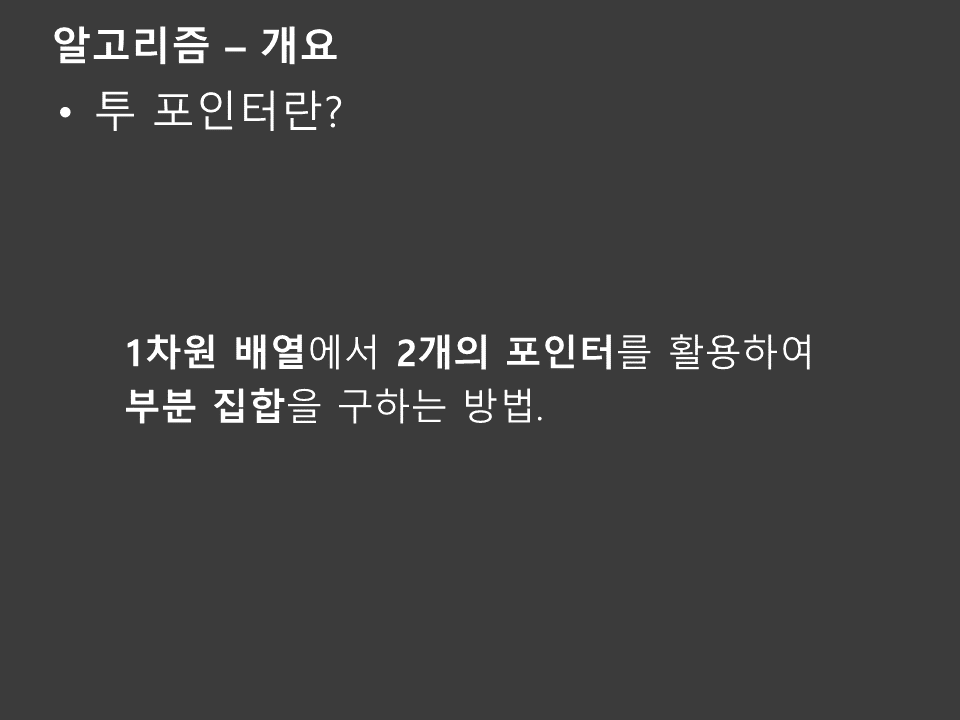 알고리즘 – 개요
• 투 포인터란?
1차원 배열에서 2개의 포인터를 활용하여
부분 집합을 구하는 방법.